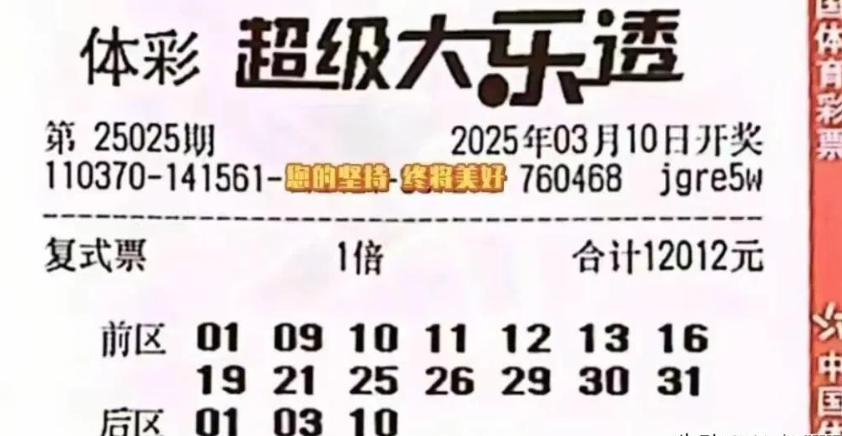 体彩 超级大乐透
第 25025期 2025年03月10日开奖
110370-141561-您的坚持-终将美好 760468 jgre5w
复式票 1倍 合计12012元
前区 01 09 10 11 12 13 16
19 21 25 26 29 30 31
后区 01 03 10
国体育彩票
中国体